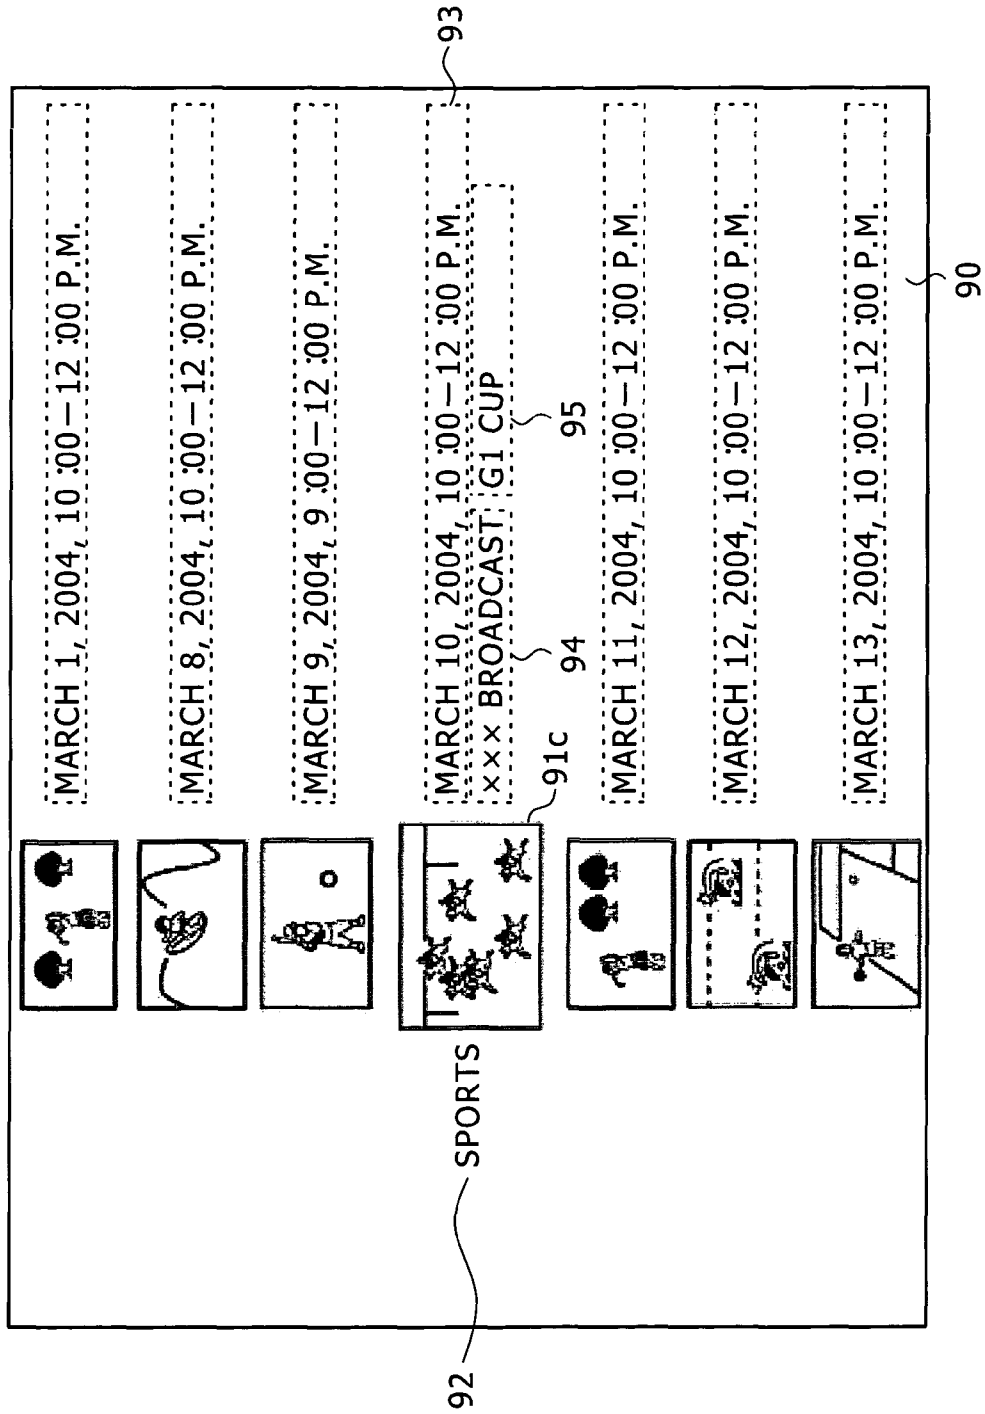 93
MARCH 1, 2004, 10 :00−12 :00 P.M.
MARCH 8, 2004, 10 :00−12 :00 P.M.
MARCH 9, 2004, 9 :00−12 :00 P.M.
SPORTS
MARCH 10, 2004, 10 :00−12 :00 P.M.
××× BROADCAST
G1 CUP
MARCH 11, 2004, 10 :00−12 :00 P.M.
MARCH 12, 2004, 10 :00−12 :00 P.M.
MARCH 13, 2004, 10 :00−12 :00 P.M.
92
91c
94
95
90